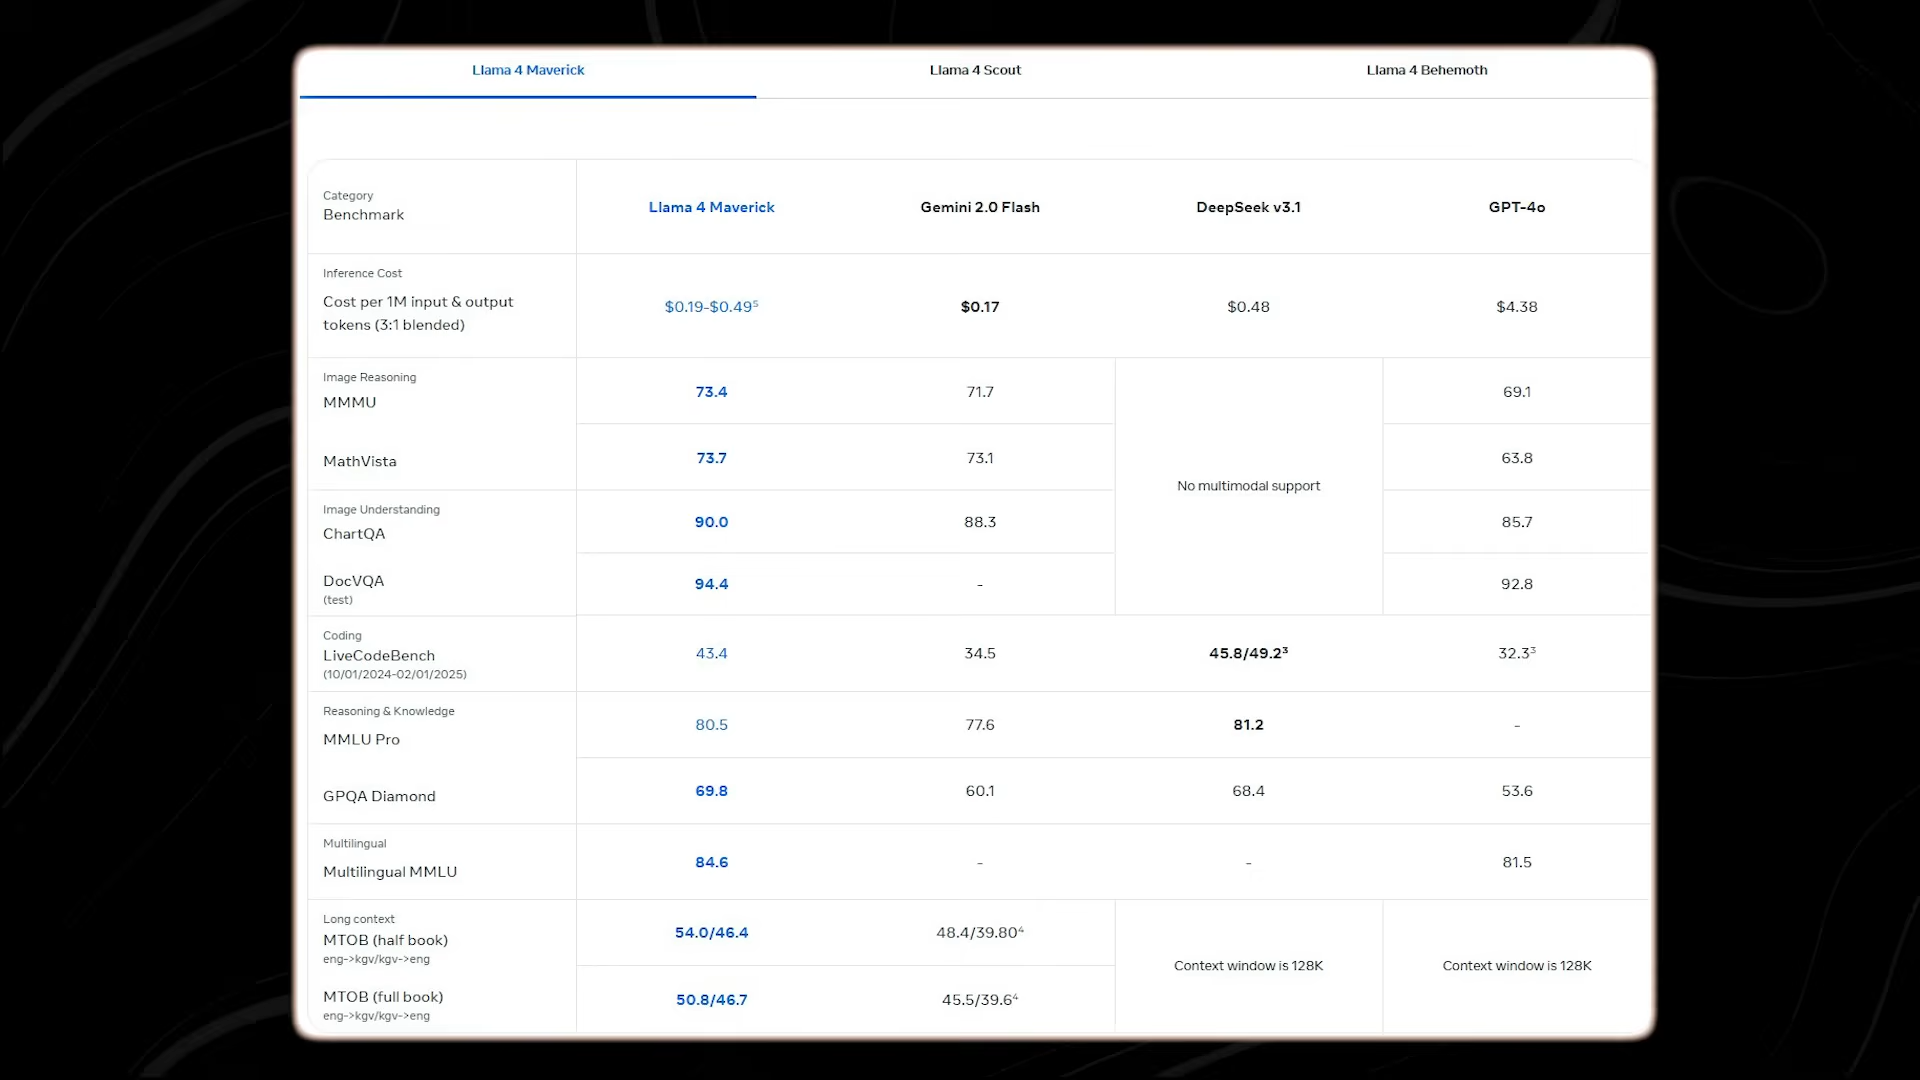 Llama 4 Maverick
Llama 4 Scout
Llama 4 Behemoth
Category
Benchmark
Llama 4 Maverick
Gemini 2.0 Flash
DeepSeek v3.1
GPT-4o
Inference Cost
Cost per 1M input & output
tokens (3:1 blended)
$0.19-$0.49⁵
$0.17
$0.48
$4.38
Image Reasoning
MMMU
73.4
71.7
No multimodal support
69.1
MathVista
73.7
73.1
63.8
Image Understanding
ChartQA
90.0
88.3
85.7
DocVQA
(test)
94.4
-
92.8
Coding
LiveCodeBench
(10/01/2024-02/01/2025)
43.4
34.5
45.8/49.2³
32.3³
Reasoning & Knowledge
MMLU Pro
80.5
77.6
81.2
-
GPQA Diamond
69.8
60.1
68.4
53.6
Multilingual
Multilingual MMLU
84.6
-
-
81.5
Long context
MTOB (half book)
eng->kgv/kgv->eng
54.0/46.4
48.4/39.80⁴
Context window is 128K
Context window is 128K
MTOB (full book)
eng->kgv/kgv->eng
50.8/46.7
45.5/39.6⁴